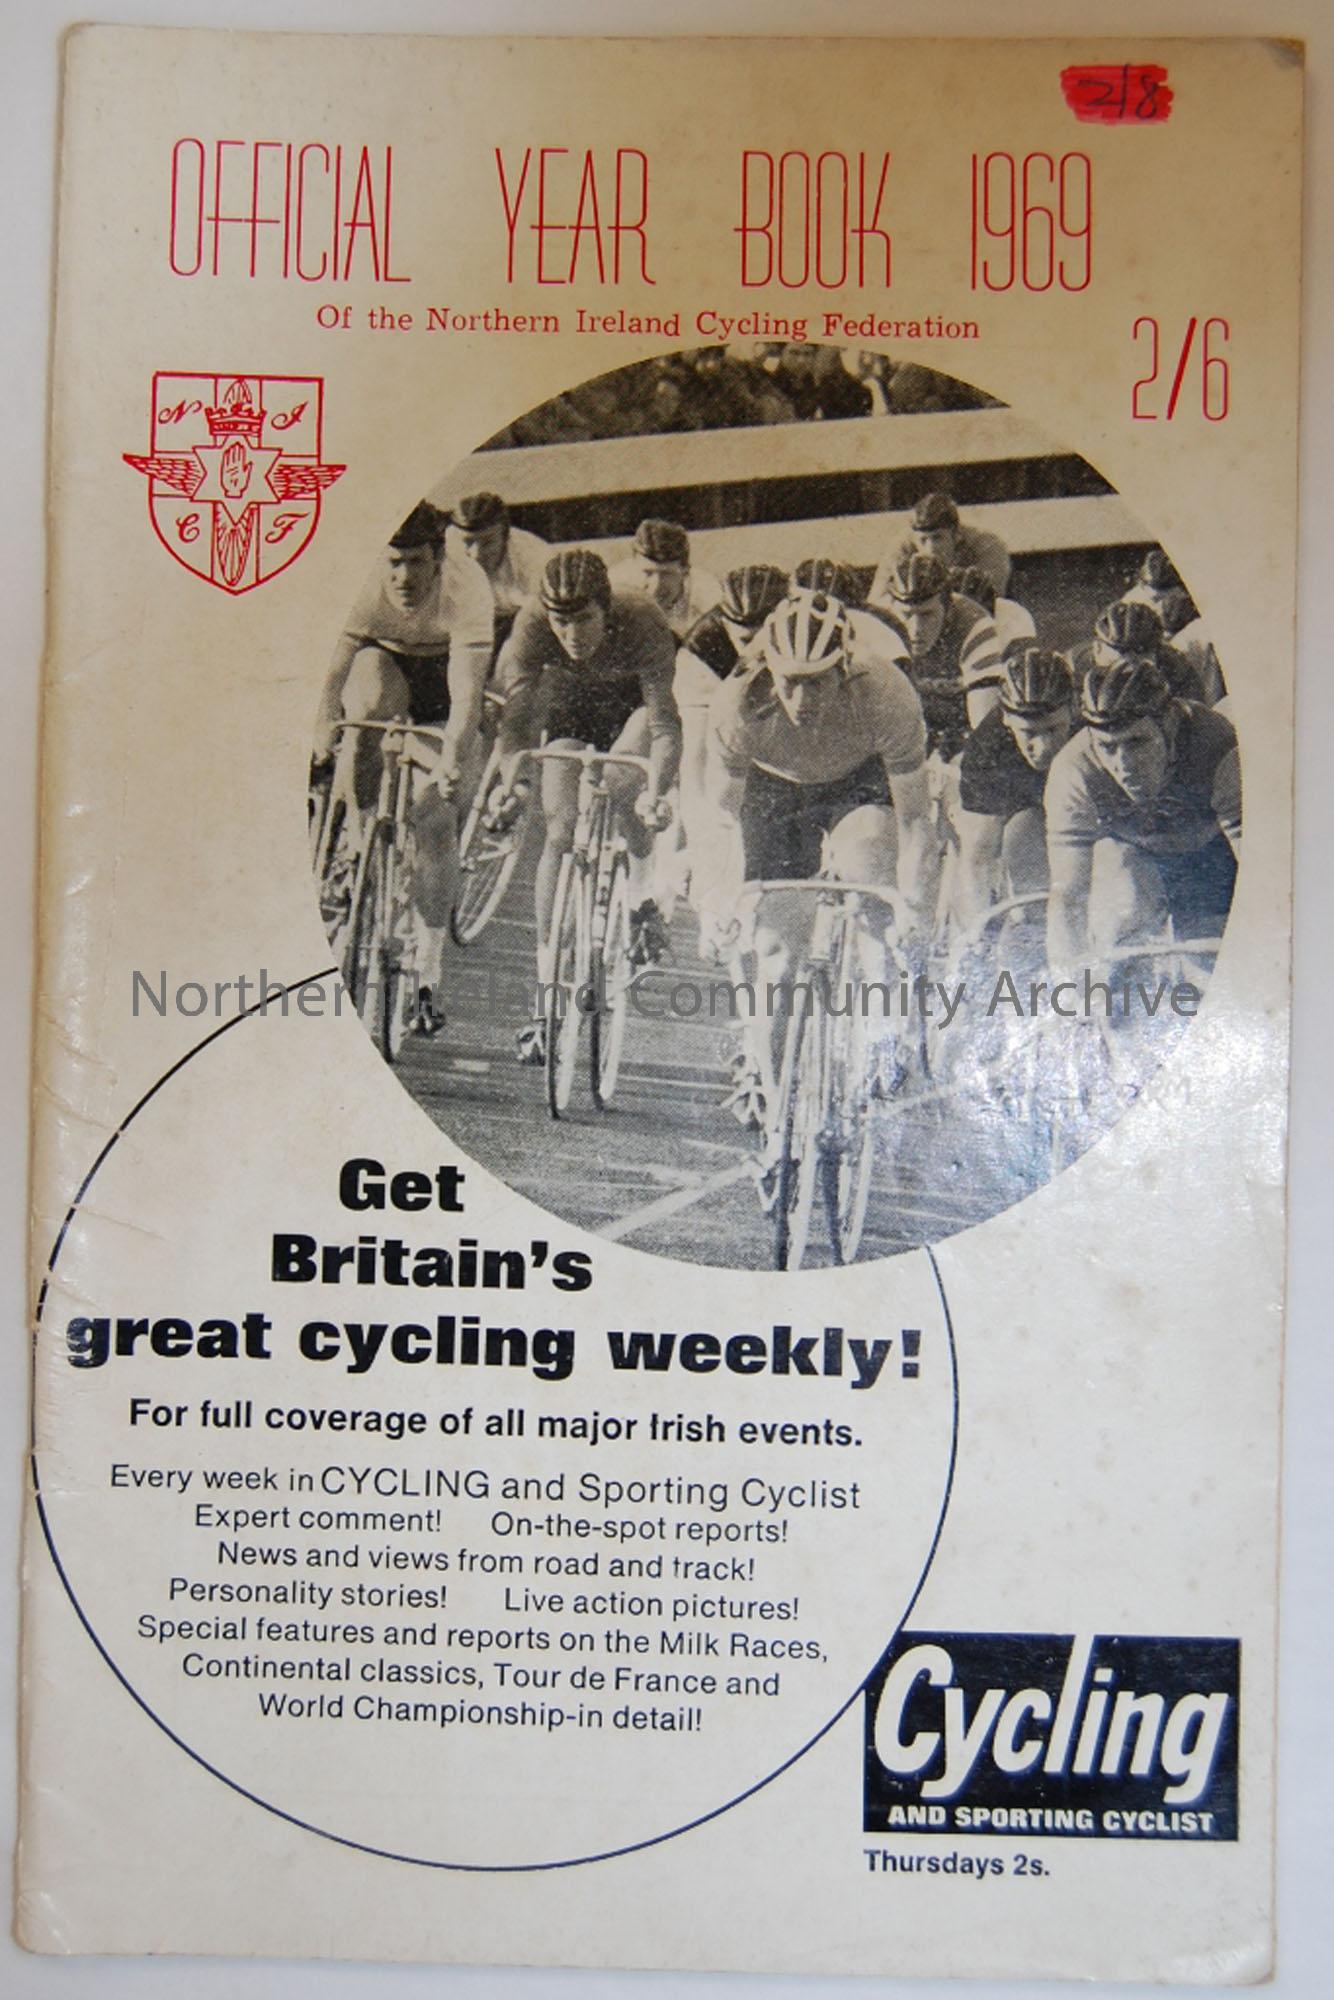 2/8
OFFICIAL YEAR BOOK 1969
Of the Northern Ireland Cycling Federation
2/6
N I
C F
Northern Ireland Community Archive
Get
Britain's
great cycling weekly!
For full coverage of all major Irish events.
Every week in CYCLING and Sporting Cyclist
Expert comment! On-the-spot reports!
News and views from road and track!
Personality stories! Live action pictures!
Special features and reports on the Milk Races,
Continental classics, Tour de France and
World Championship-in detail!
Cycling
AND SPORTING CYCLIST
Thursdays 2s.